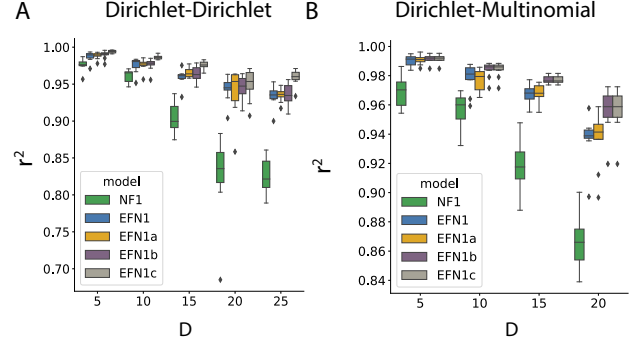 A
Dirichlet-Dirichlet
r²
1.00
0.95
0.90
0.85
0.80
0.75
0.70
model
NF1
EFN1
EFN1a
EFN1b
EFN1c
5 10 15 20 25
D
B
Dirichlet-Multinomial
r²
1.00
0.98
0.96
0.94
0.92
0.90
0.88
0.86
0.84
model
NF1
EFN1
EFN1a
EFN1b
EFN1c
5 10 15 20
D